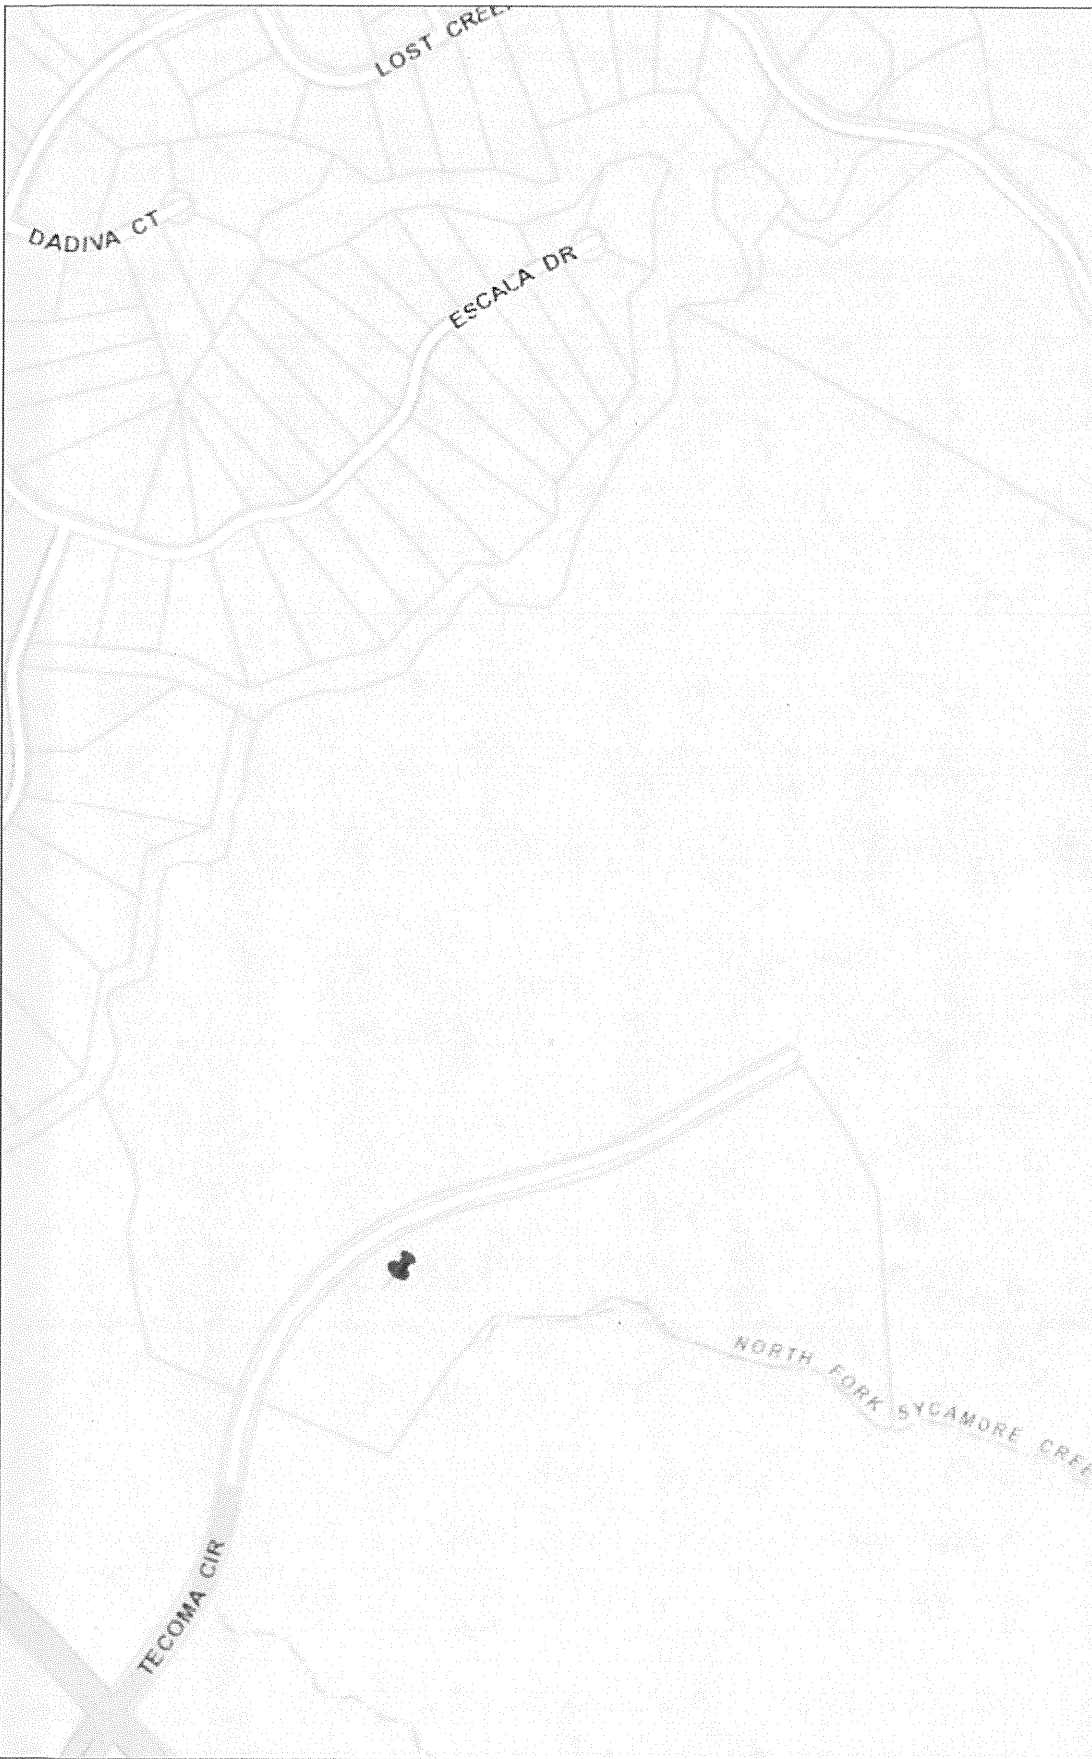 LOST CREE
DADIVA CT
ESCALA DR
NORTH FORK SYCAMORE CREE
TECOMA CIR